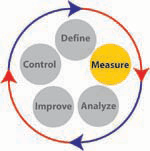 Define
Measure
Analyze
Improve
Control